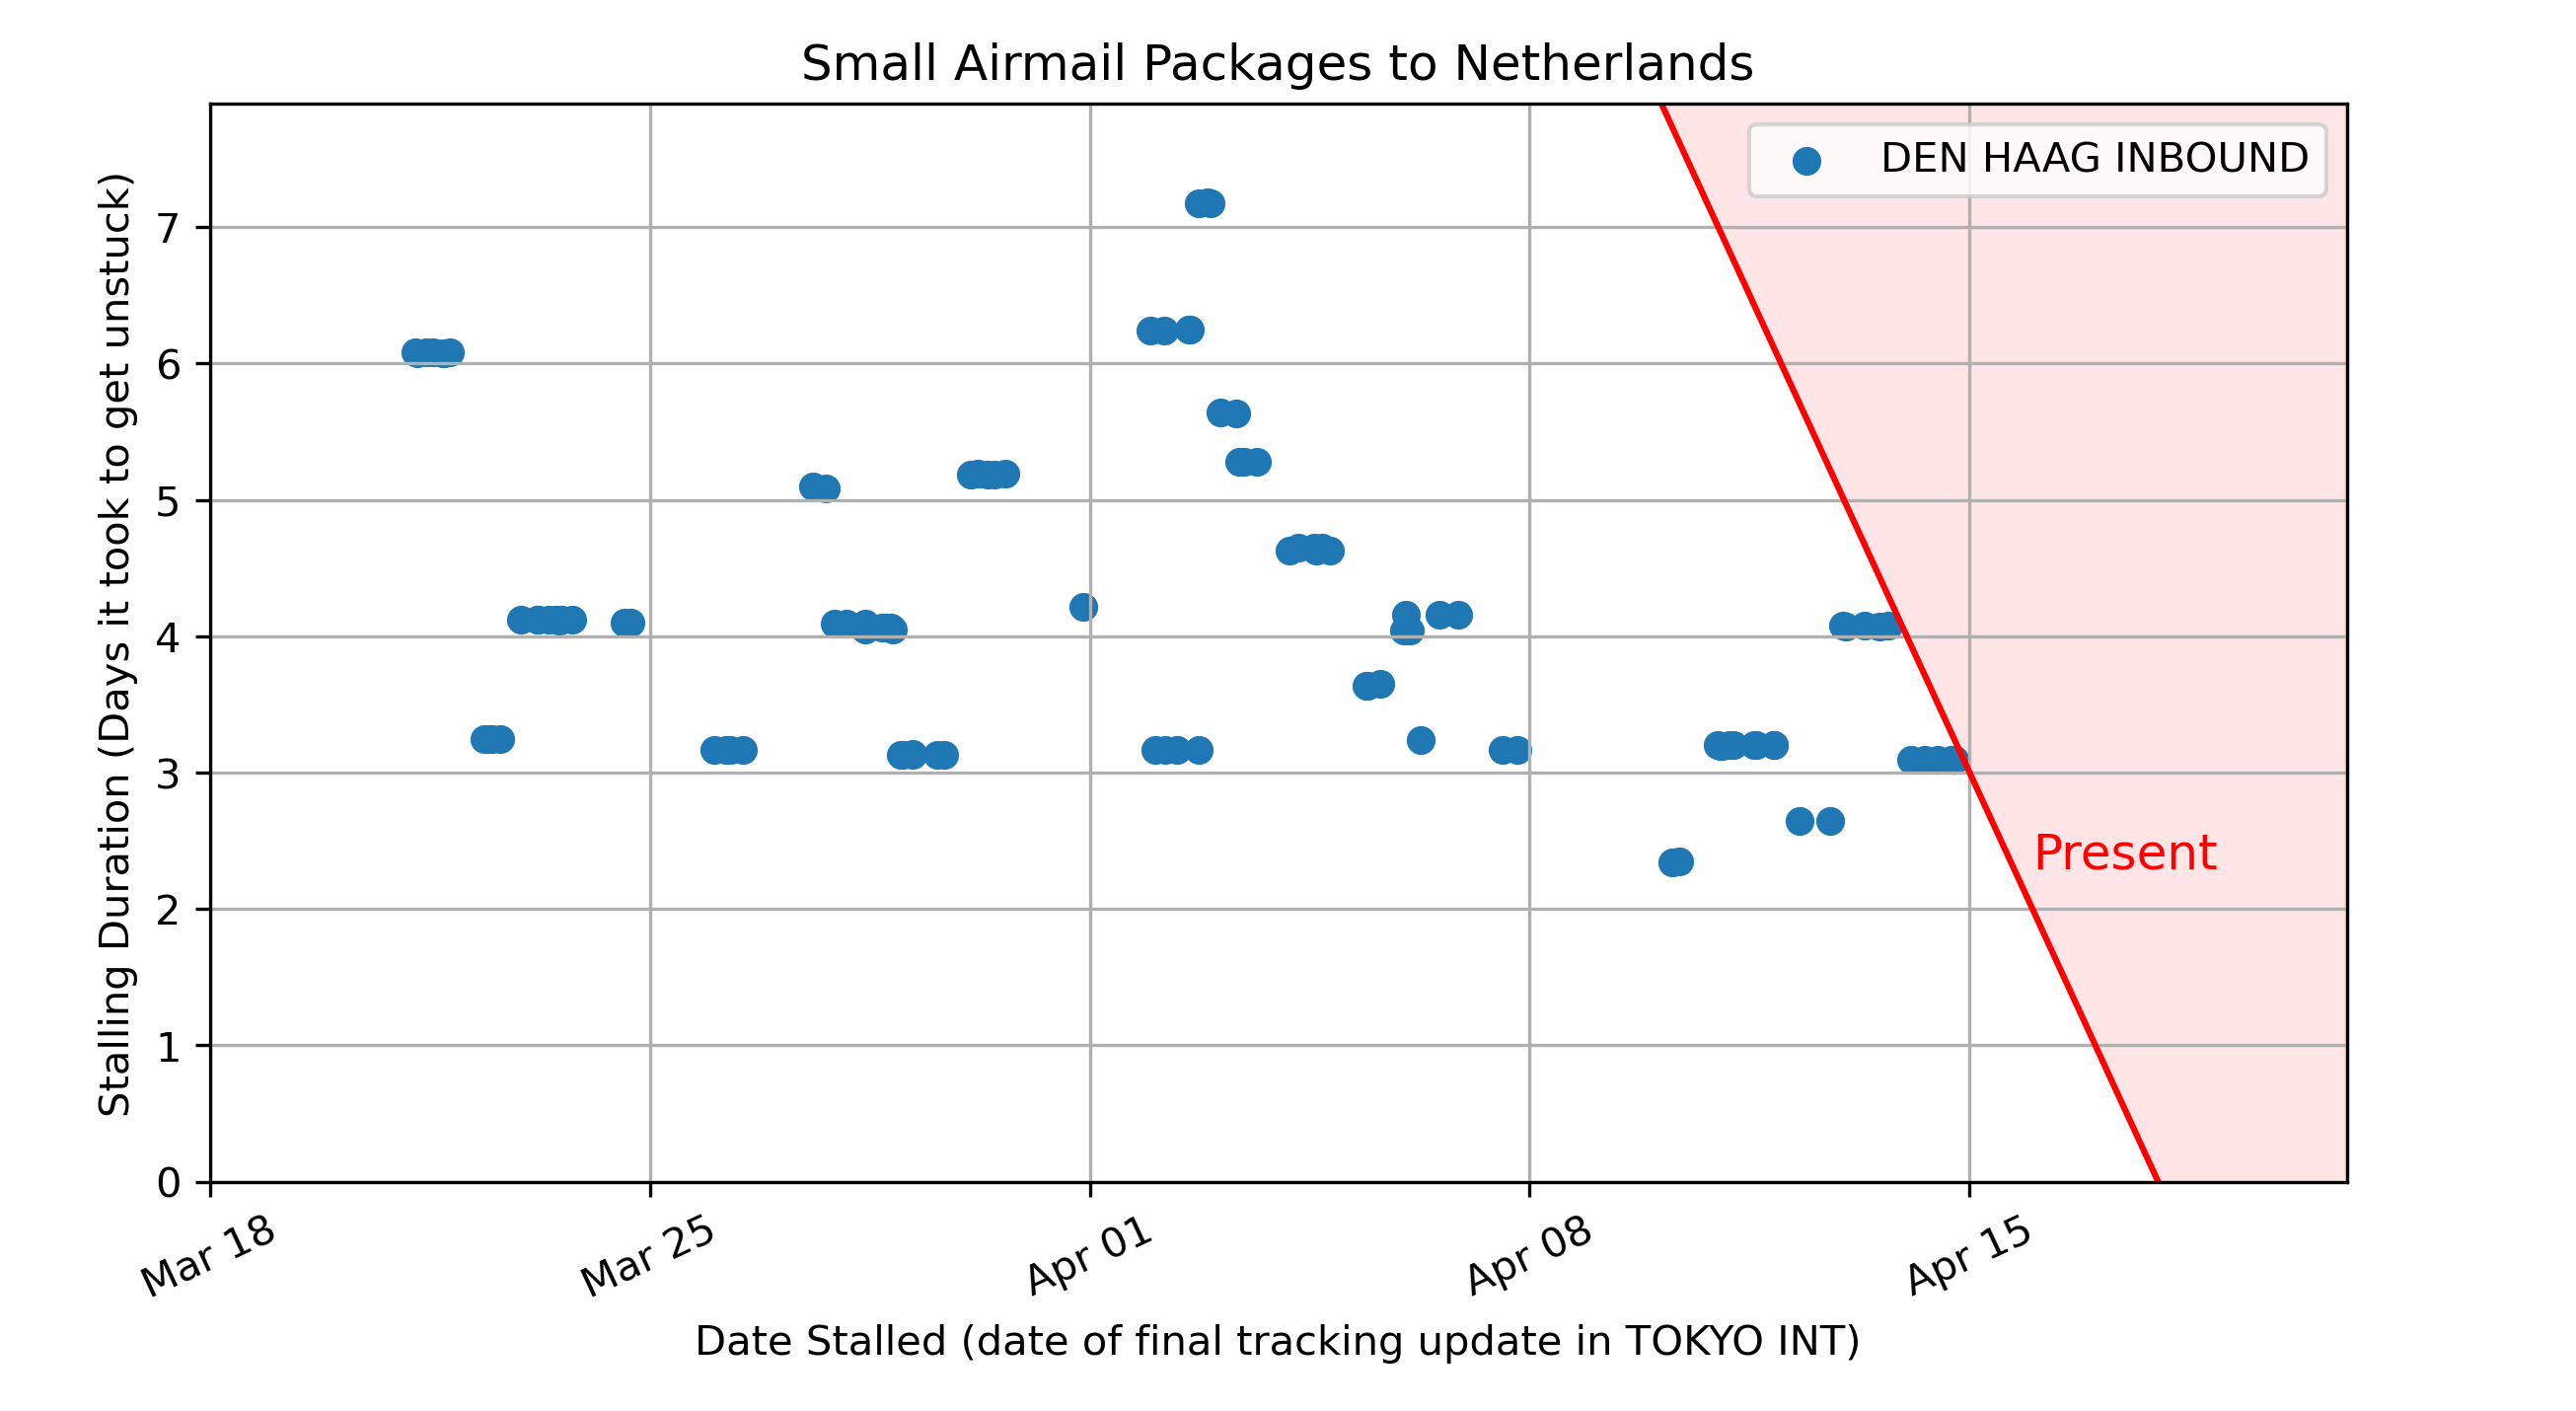 Small Airmail Packages to Netherlands
DEN HAAG INBOUND
Stalling Duration (Days it took to get unstuck)
7
6
5
4
3
2
1
0
Present
Mar 18
Mar 25
Apr 01
Apr 08
Apr 15
Date Stalled (date of final tracking update in TOKYO INT)